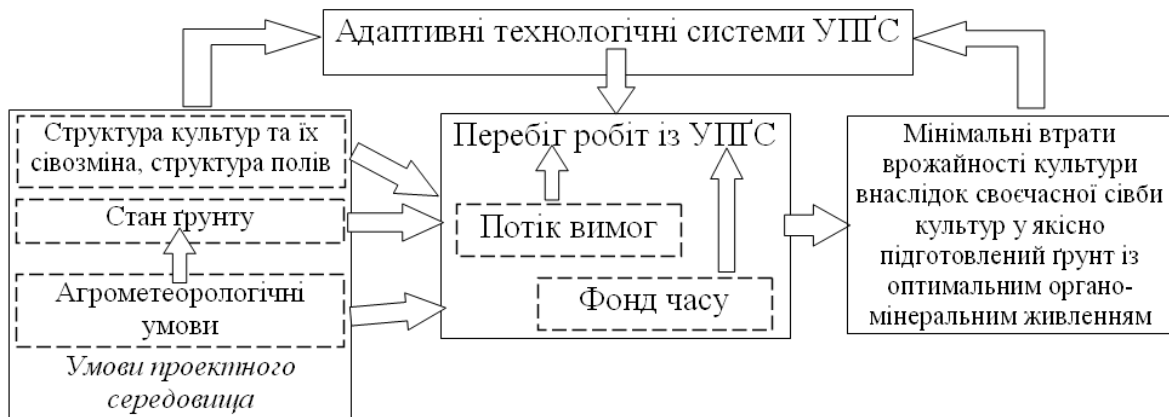 Адаптивні технологічні системи УПҐС
Структура культур та їх
сівозміна, структура полів
Стан ґрунту
Агрометеорологічні
умови
Умови проектного
середовища
Перебіг робіт із УПҐС
Потік вимог
Фонд часу
Мінімальні втрати
врожайності культури
внаслідок своєчасної сівби
культур у якісно
підготовлений ґрунт із
оптимальним органо-
мінеральним живленням